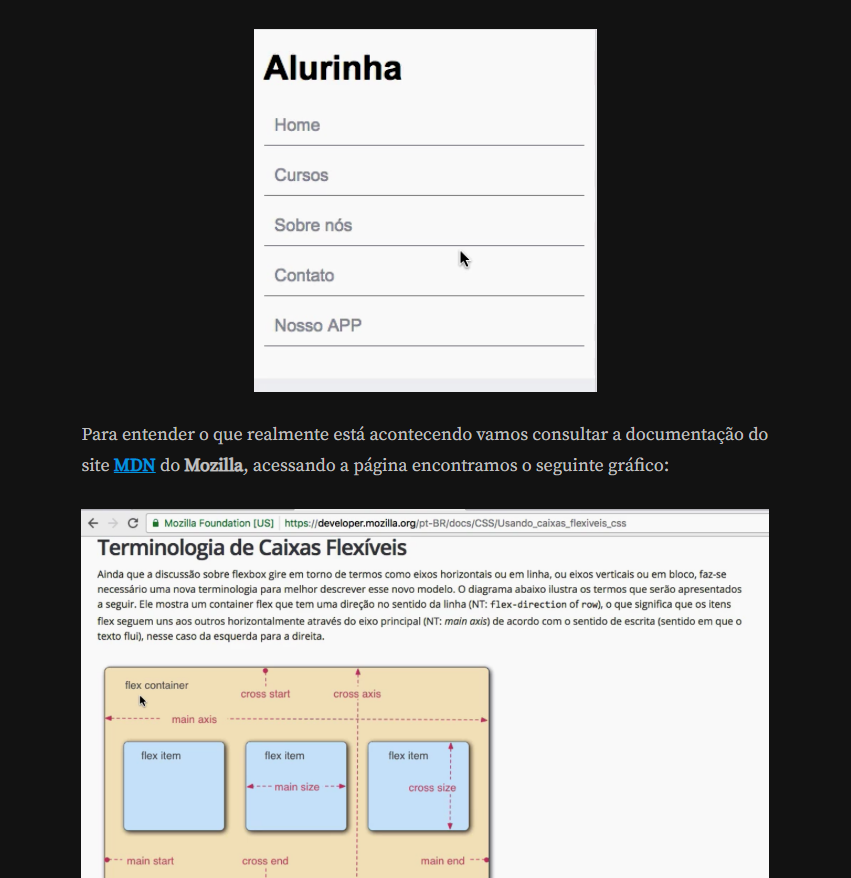 Alurinha
Home
Cursos
Sobre nós
Contato
Nosso APP
Para entender o que realmente está acontecendo vamos consultar a documentação do
site MDN do Mozilla, acessando a página encontramos o seguinte gráfico:
Mozilla Foundation [US] https://developer.mozilla.org/pt-BR/docs/CSS/Usando_caixas_flexiveis_css
Terminologia de Caixas Flexíveis
Ainda que a discussão sobre flexbox gire em torno de termos como eixos horizontais ou em linha, ou eixos verticais ou em bloco, faz-se
necessário uma nova terminologia para melhor descrever esse novo modelo. O diagrama abaixo ilustra os termos que serão apresentados
a seguir. Ele mostra um container flex que tem uma direção no sentido da linha (NT: flex-direction of row), o que significa que os itens
flex seguem uns aos outros horizontalmente através do eixo principal (NT: main axis) de acordo com o sentido de escrita (sentido em que o
texto flui), nesse caso da esquerda para a direita.
flex container
cross start cross axis
main axis
flex item flex item flex item
main size cross size
main start cross end main end